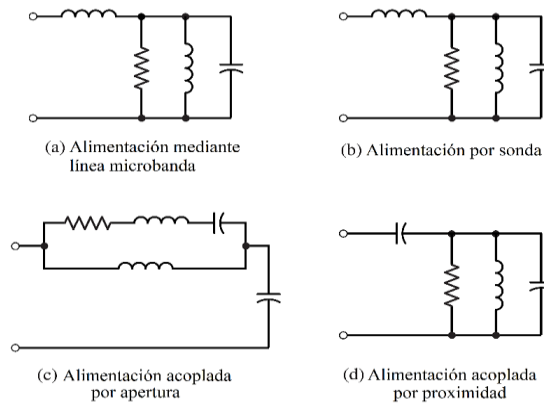 (a) Alimentación mediante
línea microbanda
(b) Alimentación por sonda
(c) Alimentación acoplada
por apertura
(d) Alimentación acoplada
por proximidad